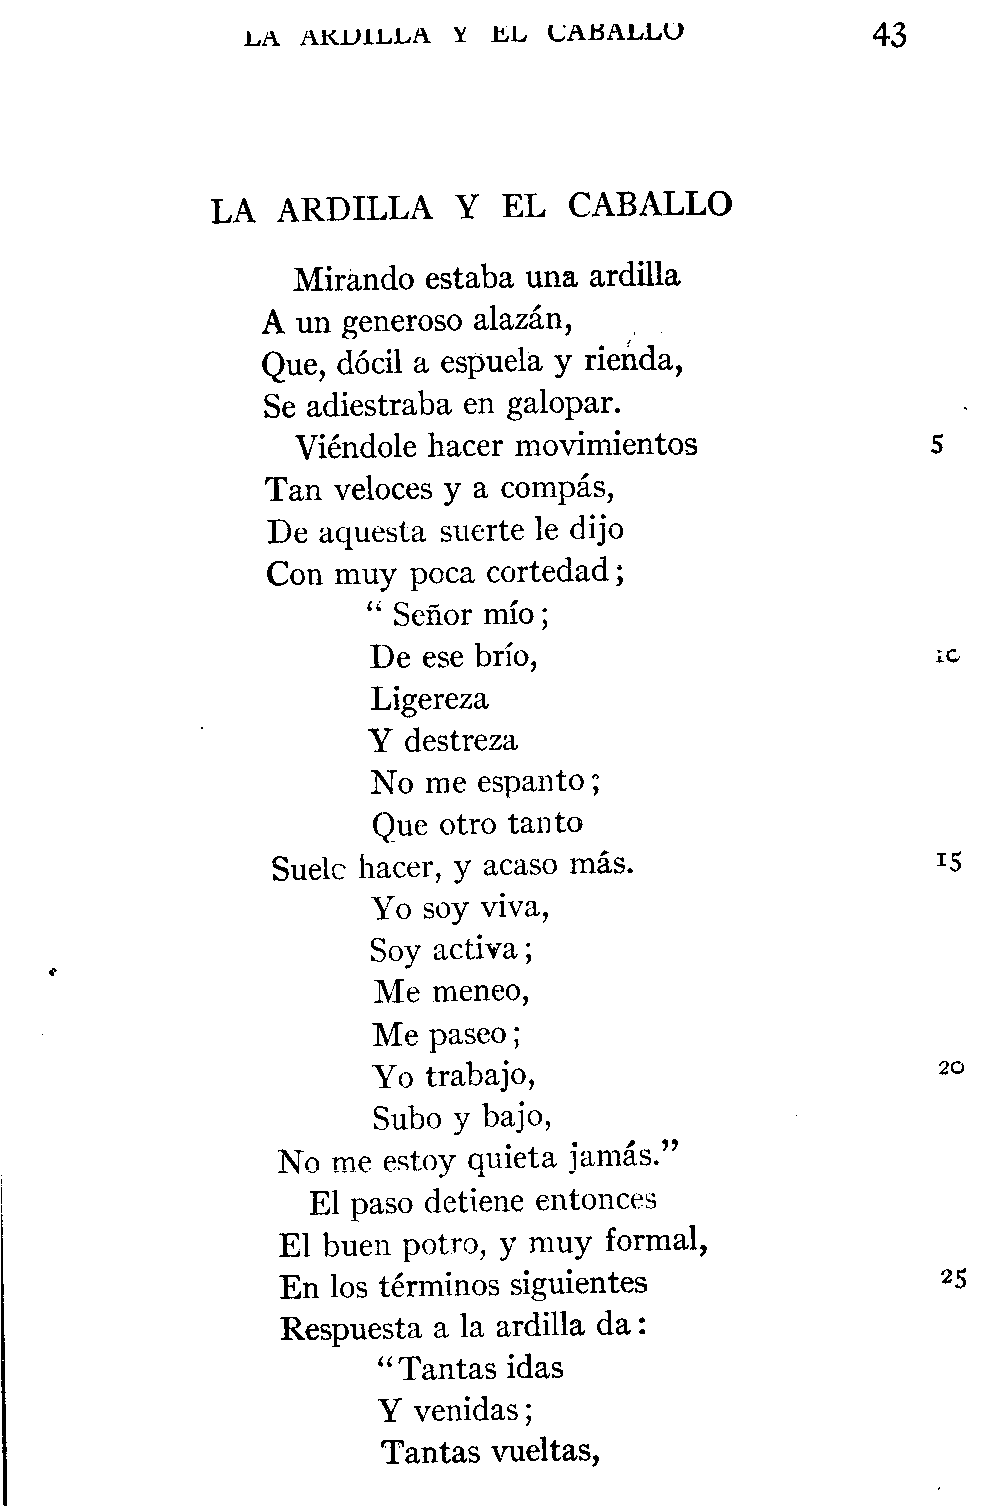 LA ARDILLA Y EL CABALLO 43
LA ARDILLA Y EL CABALLO
Mirando estaba una ardilla
A un generoso alazán,
Que, dócil a espuela y rienda,
Se adiestraba en galopar.
Viéndole hacer movimientos 5
Tan veloces y a compás,
De aquesta suerte le dijo
Con muy poca cortedad;
“ Señor mío;
De ese brío, 10
Ligereza
Y destreza
No me espanto;
Que otro tanto
Suele hacer, y acaso más. 15
Yo soy viva,
Soy activa;
Me meneo,
Me paseo;
Yo trabajo, 20
Subo y bajo,
No me estoy quieta jamás.”
El paso detiene entonces
El buen potro, y muy formal,
En los términos siguientes 25
Respuesta a la ardilla da:
“Tantas idas
Y venidas;
Tantas vueltas,